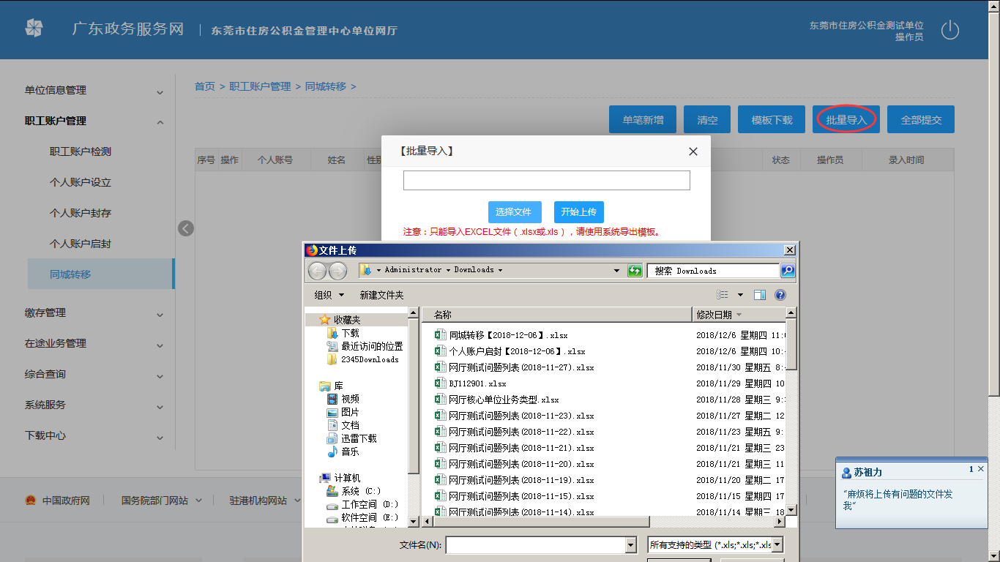 广东政务服务网
东莞市住房公积金管理中心单位网厅
东莞市住房公积金测试单位
操作员
单位信息管理
职工账户管理
职工账户检测
个人账户设立
个人账户封存
个人账户启封
同城转移
缴存管理
在途业务管理
综合查询
系统服务
下载中心
首页 > 职工账户管理 > 同城转移 >
单笔新增 清空 模板下载 批量导入 全部提交
序号 操作 个人账号 姓名 性别 状态 操作员 录入时间
【批量导入】
选择文件 开始上传
注意：只能导入EXCEL文件（.xlsx或.xls），请使用系统导出模板。
文件上传
Administrator Downloads 搜索 Downloads
组织 新建文件夹
收藏夹
下载
最近访问的位置
2345Downloads
库
视频
图片
文档
迅雷下载
音乐
计算机
系统 (C:)
工作空间 (D:)
软件空间 (E:)
名称 修改日期
同城转移【2018-12-06】.xlsx 2018/12/6 星期四 11:
个人账户启封【2018-12-06】.xlsx 2018/12/6 星期四 10:
网厅测试问题列表(2018-11-27).xlsx 2018/11/30 星期五 8:
BJ112901.xlsx 2018/11/29 星期四 10
网厅核心单位业务类型.xlsx 2018/11/28 星期三 9:
网厅测试问题列表(2018-11-23).xlsx 2018/11/27 星期二 12
网厅测试问题列表(2018-11-22).xlsx 2018/11/22 星期五 9:
网厅测试问题列表(2018-11-21).xlsx 2018/11/21 星期三 23
网厅测试问题列表(2018-11-20).xlsx 2018/11/21 星期三 11
网厅测试问题列表(2018-11-19).xlsx 2018/11/20 星期二 17
网厅测试问题列表(2018-11-15).xlsx 2018/11/15 星期四 17
网厅测试问题列表(2018-11-14).xlsx 2018/11/14 星期三 18
文件名(N): 所有支持的类型 (*.xls;*.xls;*.xls
中国政府网 国务院部门网站 驻港机构网站
苏祖力 1
“麻烦将上传有问题的文件发
我“